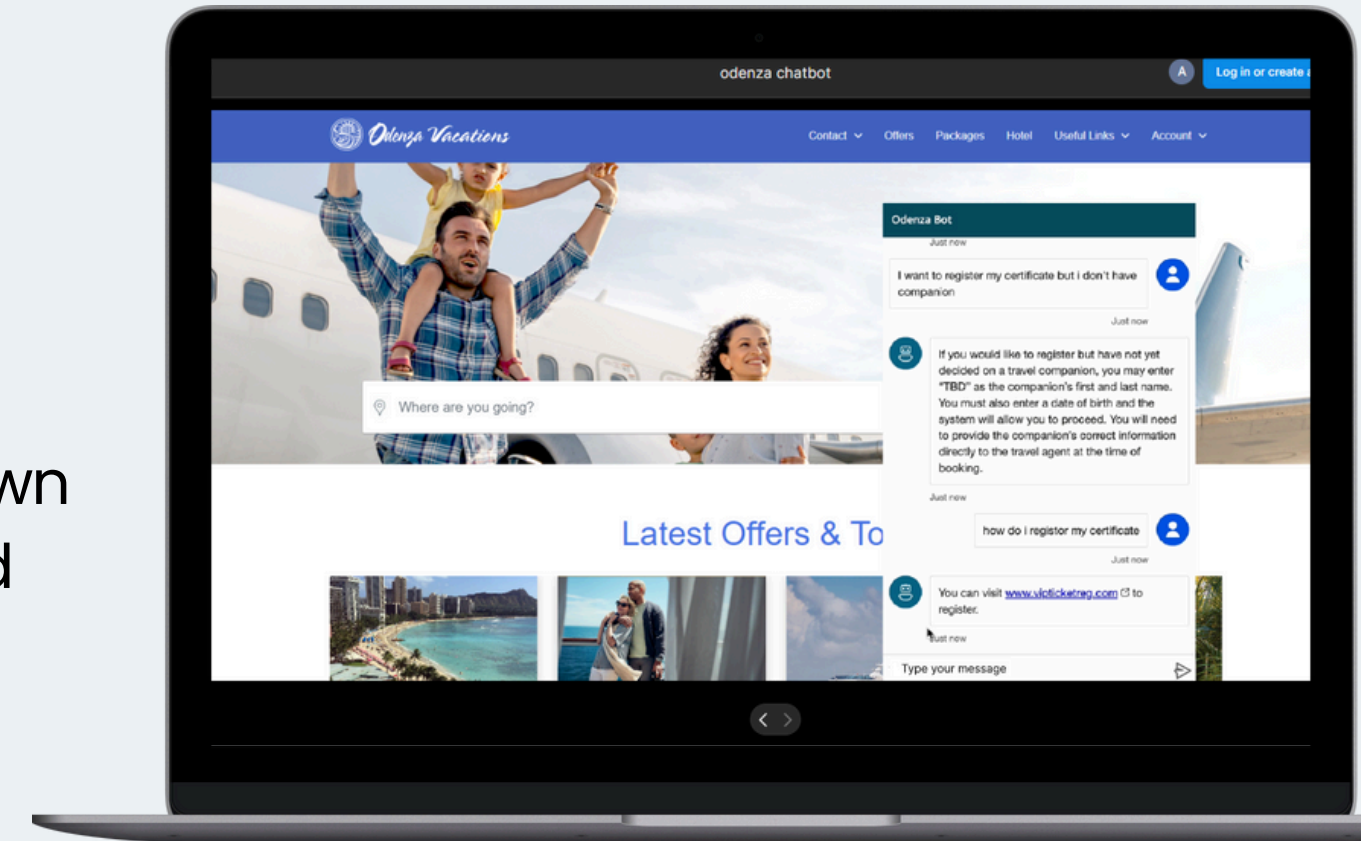 odenza chatbot
A
Log in or create a
Odenza Vacations
Contact
Offers
Packages
Hotel
Useful Links
Account
Where are you going?
Latest Offers & To
Odenza Bot
Just now
I want to register my certificate but i don't have
companion
Just now
If you would like to register but have not yet
decided on a travel companion, you may enter
"TBD" as the companion's first and last name.
You must also enter a date of birth and the
system will allow you to proceed. You will need
to provide the companion's correct information
directly to the travel agent at the time of
booking.
Just now
how do i registor my certificate
Just now
You can visit www.vipticketreg.com to
register.
Just now
Type your message
wn
d